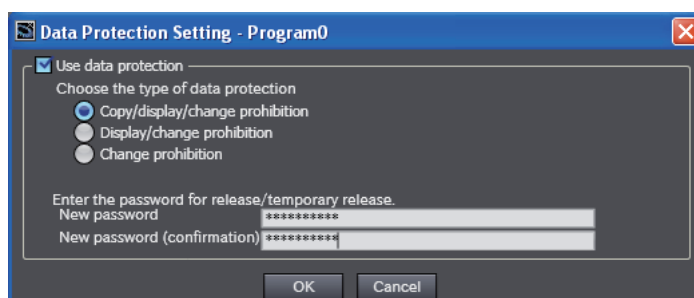 Data Protection Setting - Program0
Use data protection
Choose the type of data protection
Copy/display/change prohibition
Display/change prohibition
Change prohibition
Enter the password for release/temporary release.
New password **********
New password (confirmation) **********
OK Cancel